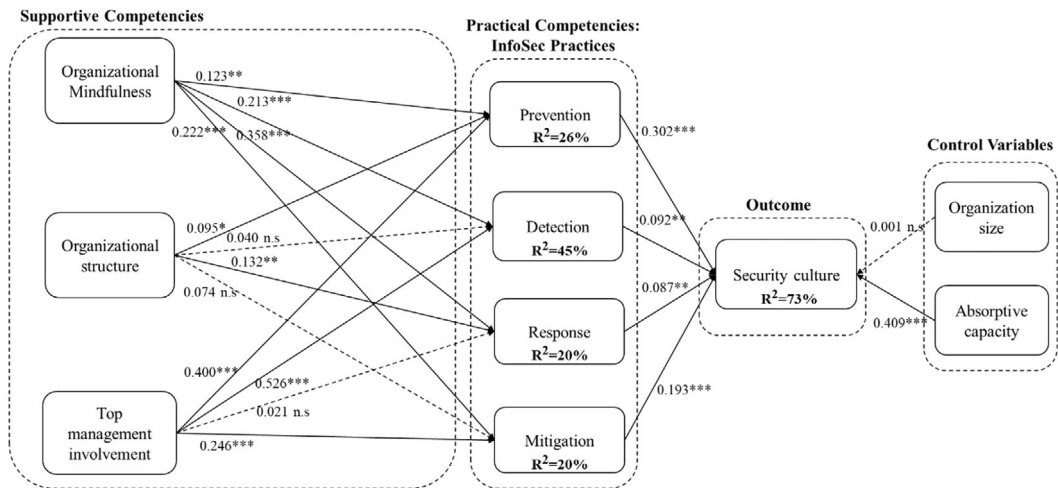 Supportive Competencies
Organizational
Mindfulness
Organizational
structure
Top
management
involvement
0.123**
0.213***
0.222***
0.358***
0.095*
0.040 n.s
0.132**
0.074 n.s
0.400***
0.526***
0.021 n.s
0.246***
Practical Competencies:
InfoSec Practices
Prevention
R²=26%
Detection
R²=45%
Response
R²=20%
Mitigation
R²=20%
0.302***
0.092**
0.087**
0.193***
Outcome
Security culture
R²=73%
Control Variables
0.001 n.s
Organization
size
0.409***
Absorptive
capacity